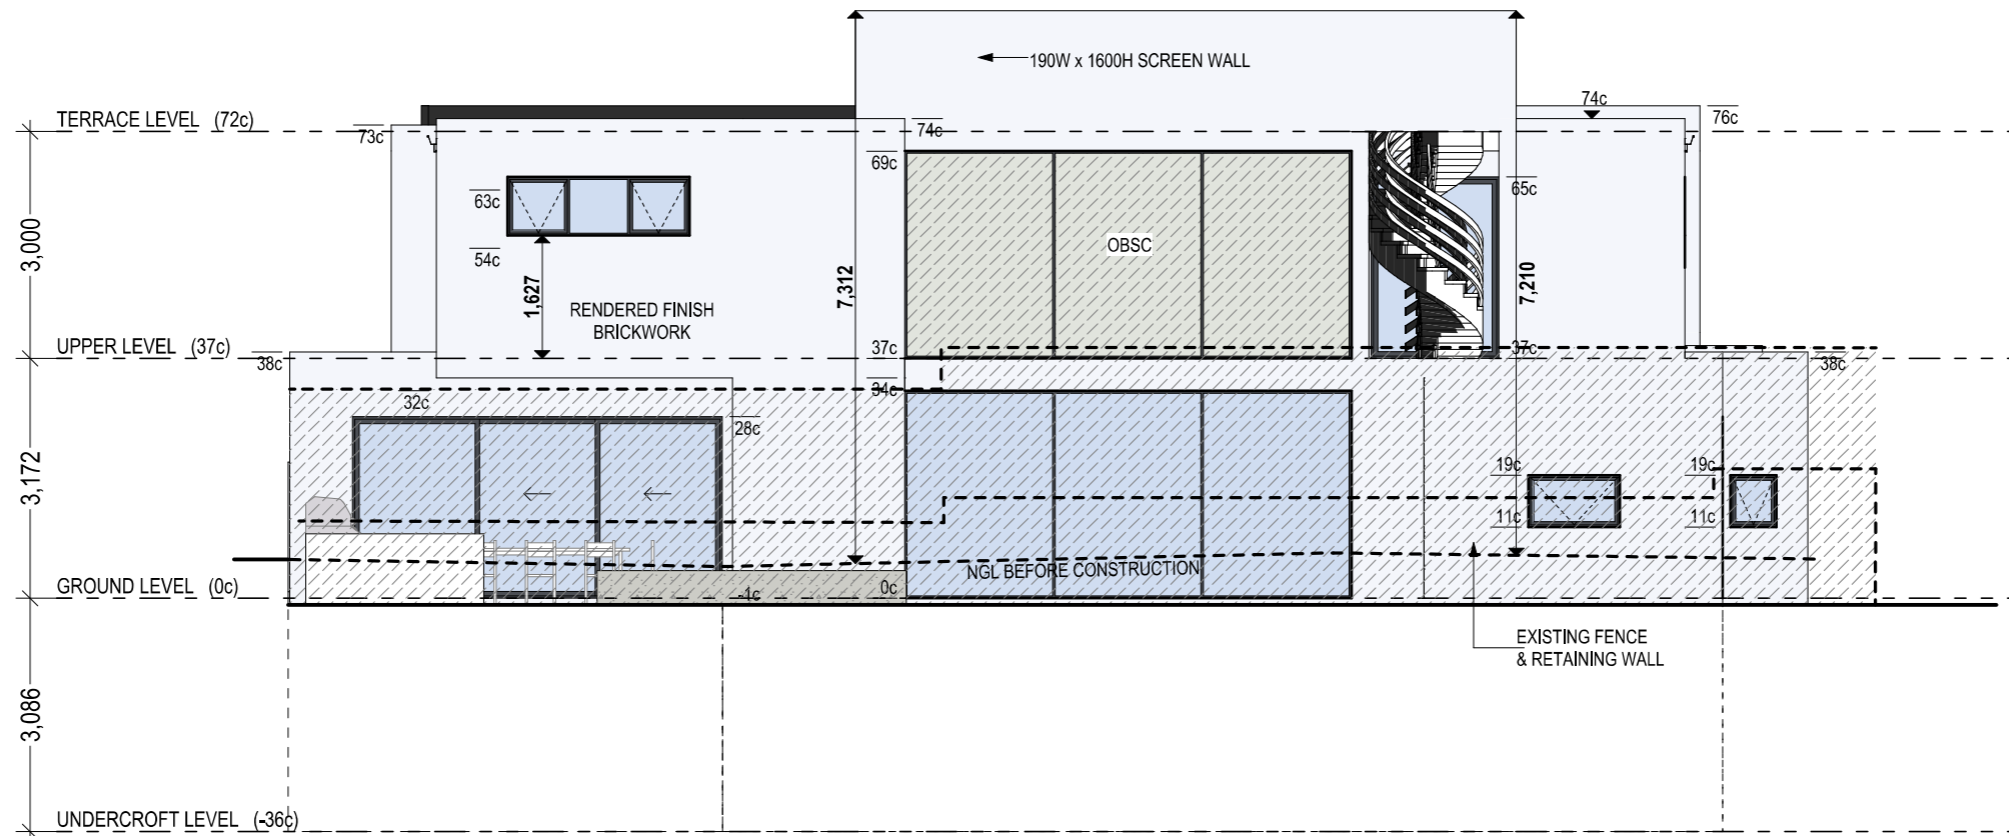 190W x 1600H SCREEN WALL
TERRACE LEVEL (72c)
73c
74c
74c
76c
69c
63c
65c
54c
OBSC
3,000
1,627
7,312
7,210
RENDERED FINISH
BRICKWORK
UPPER LEVEL (37c)
38c
37c
37c
38c
34c
32c
28c
3,172
19c
19c
11c
11c
NGL BEFORE CONSTRUCTION
GROUND LEVEL (0c)
-1c
0c
EXISTING FENCE
& RETAINING WALL
3,086
UNDERCROFT LEVEL (-36c)